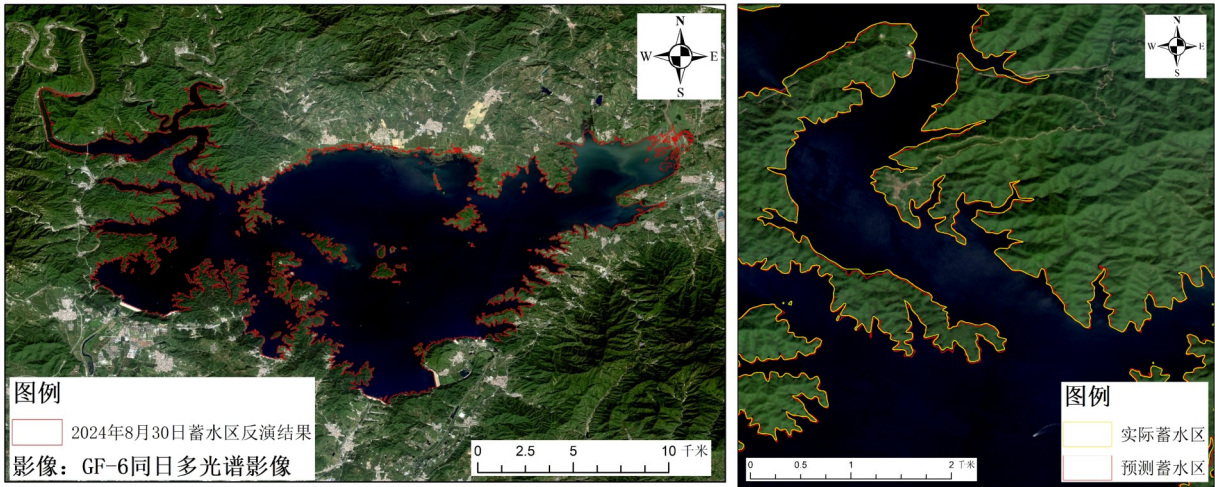 N
W E
S
图例
2024年8月30日蓄水区反演结果
影像：GF-6同日多光谱影像
0 2.5 5 10 千米
N
W E
S
图例
实际蓄水区
预测蓄水区
0 0.5 1 2 千米